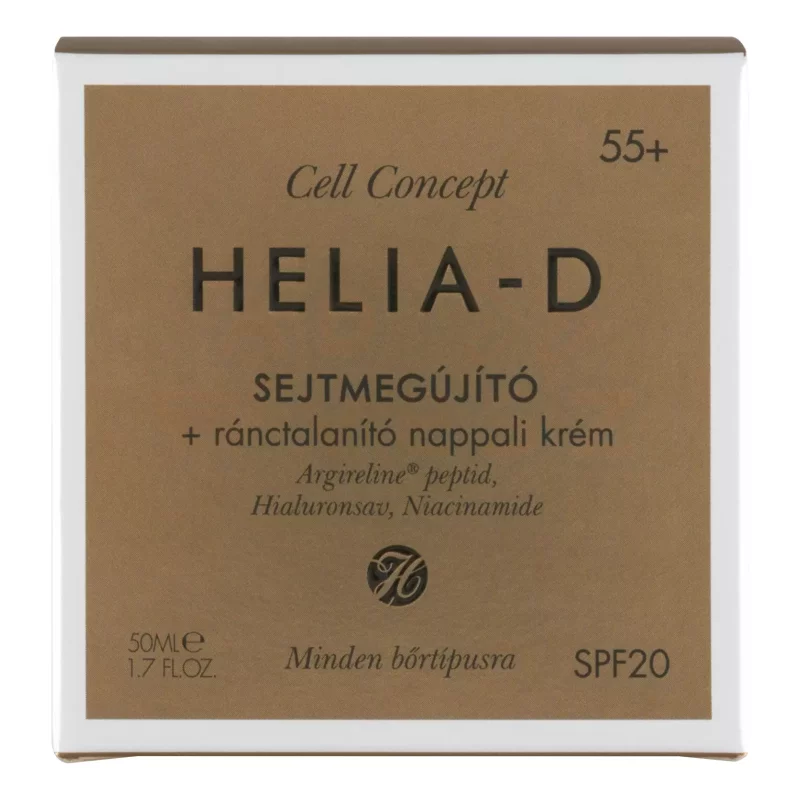 55+
Cell Concept
HELIA-D
SEJTMEGÚJÍTÓ
+ ránctalanító nappali krém
Argireline® peptid,
Hialuronsav, Niacinamide
H
50ML℮
1.7 FL.OZ.
Minden bőrtípusra
SPF20